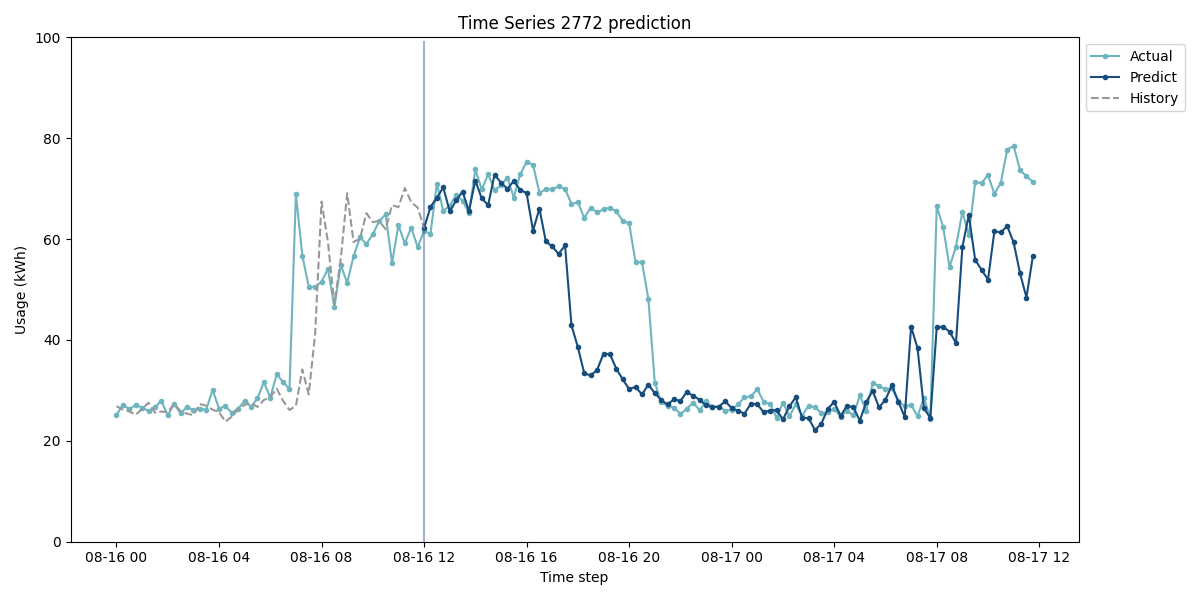 Time Series 2772 prediction
100
80
60
40
20
0
Usage (kWh)
08-16 00
08-16 04
08-16 08
08-16 12
08-16 16
08-16 20
08-17 00
08-17 04
08-17 08
08-17 12
Time step
Actual
Predict
History